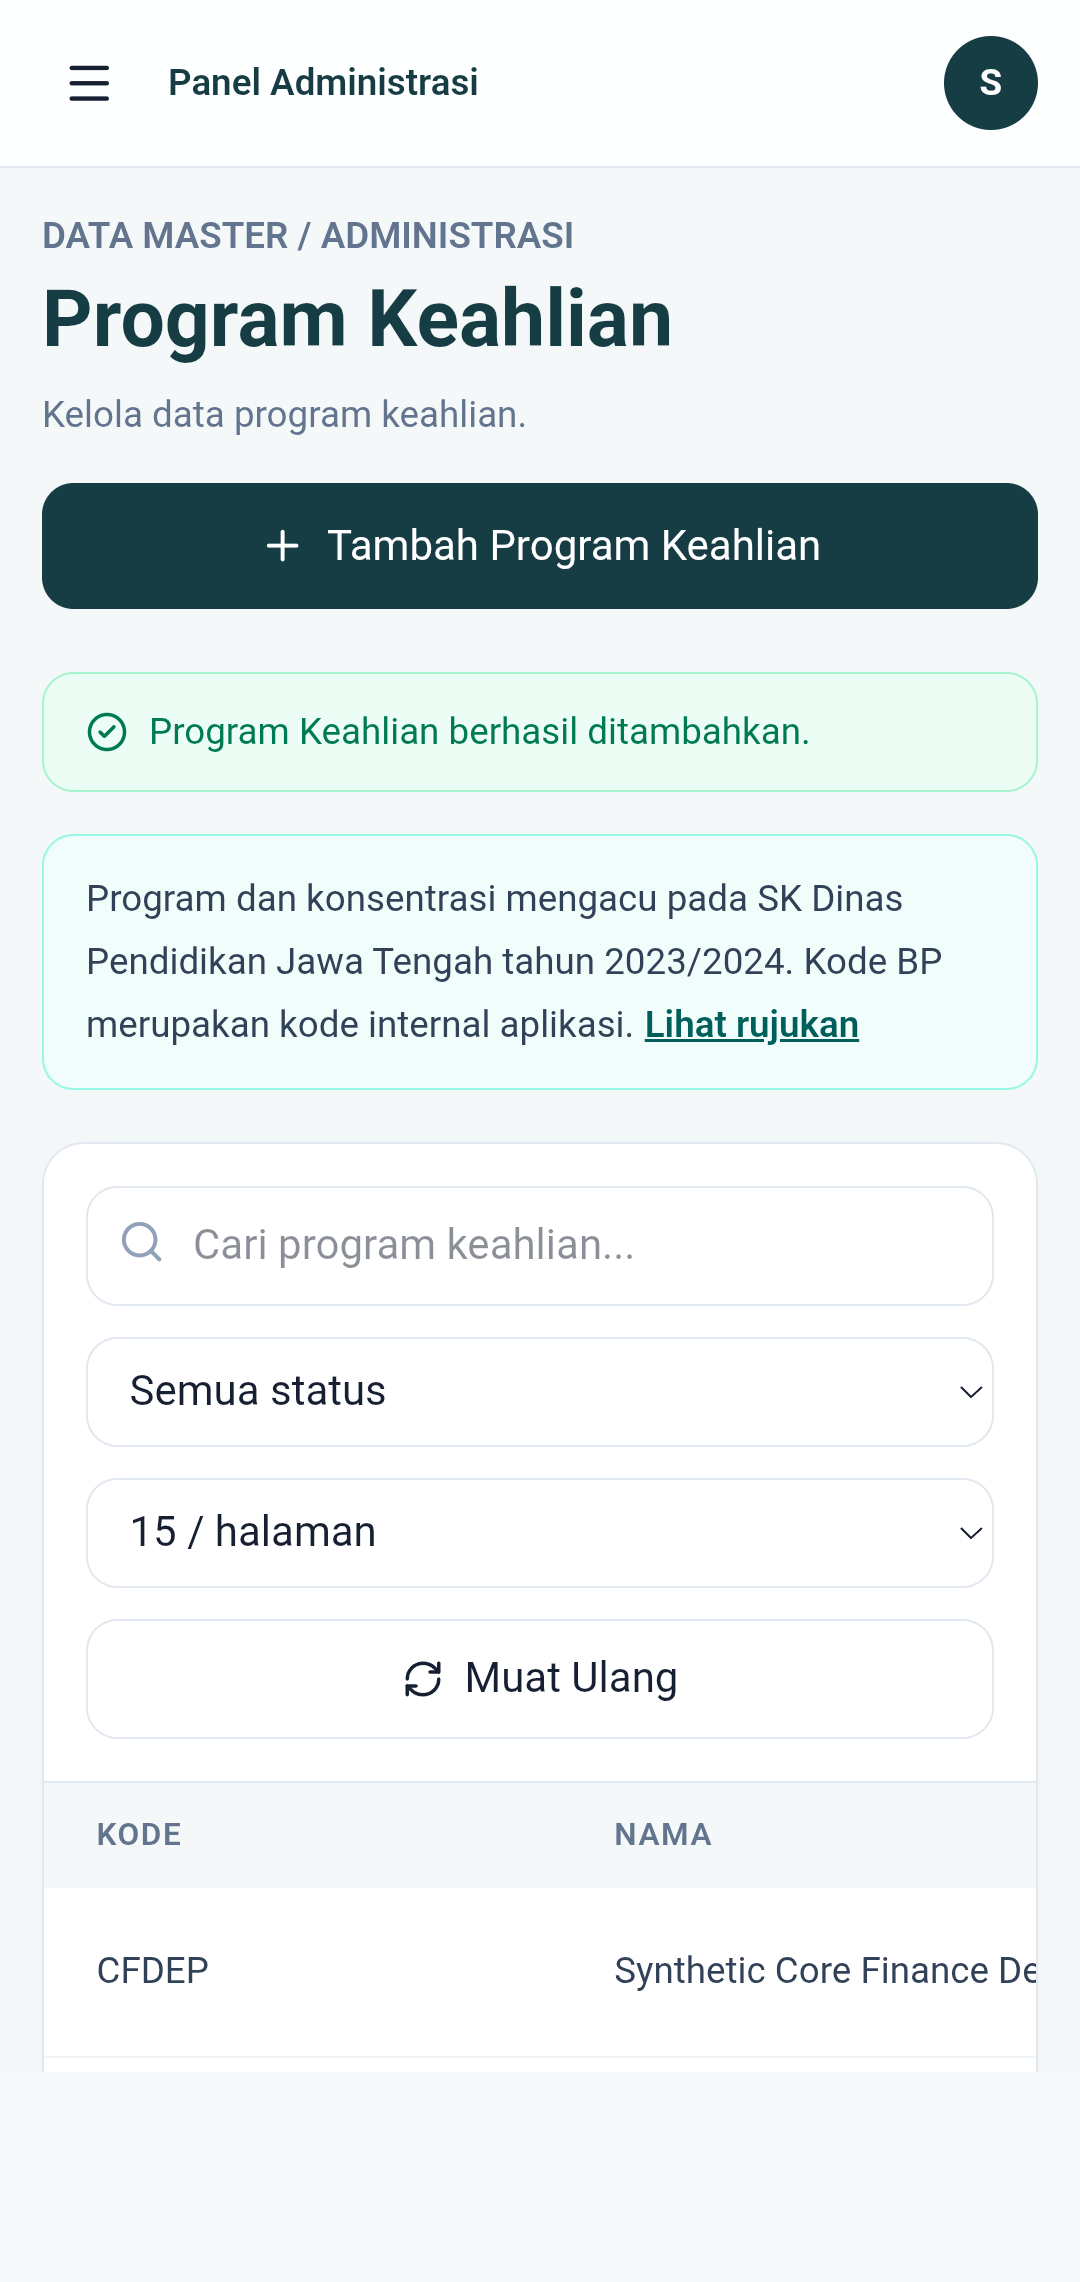 Panel Administrasi
S
DATA MASTER / ADMINISTRASI
Program Keahlian
Kelola data program keahlian.
Tambah Program Keahlian
Program Keahlian berhasil ditambahkan.
Program dan konsentrasi mengacu pada SK Dinas
Pendidikan Jawa Tengah tahun 2023/2024. Kode BP
merupakan kode internal aplikasi. Lihat rujukan
Cari program keahlian...
Semua status
15 / halaman
Muat Ulang
KODE NAMA
CFDEP Synthetic Core Finance De